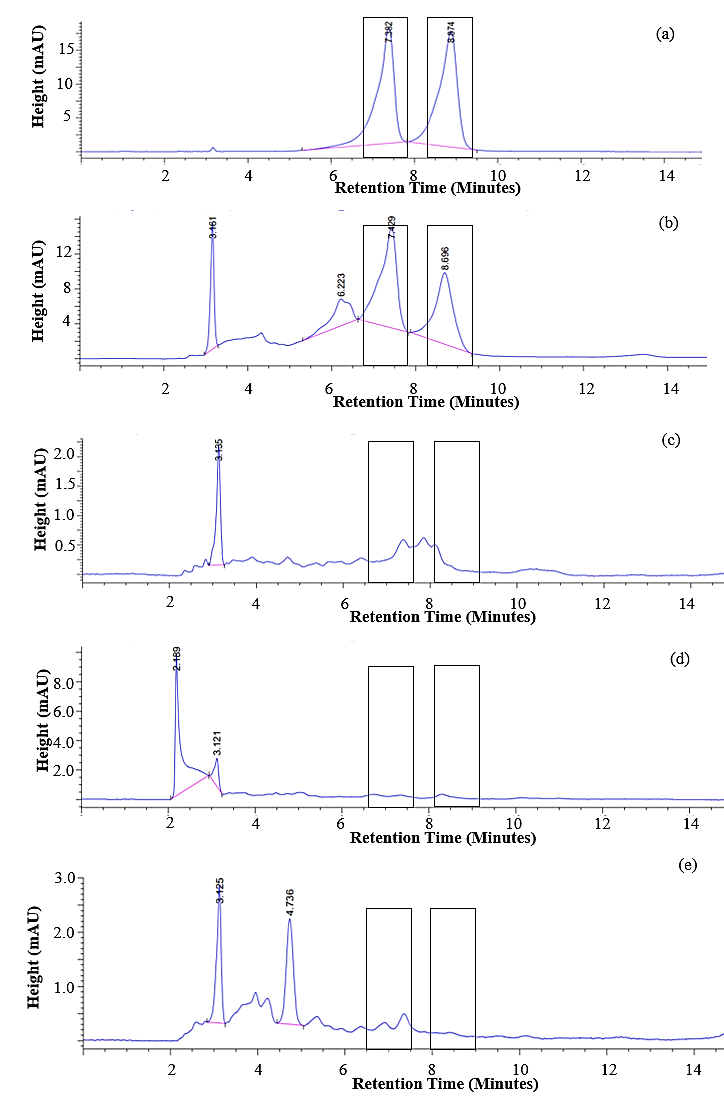 (a)
Height (mAU)
15
10
5
7.382
8.874
2 4 6 8 10 12 14
Retention Time (Minutes)
(b)
Height (mAU)
12
8
4
3.161
6.223
7.429
8.696
2 4 6 8 10 12 14
Retention Time (Minutes)
(c)
Height (mAU)
2.0
1.5
1.0
0.5
3.135
2 4 6 8 10 12 14
Retention Time (Minutes)
(d)
Height (mAU)
8.0
6.0
4.0
2.0
2.189
3.121
2 4 6 8 10 12 14
Retention Time (Minutes)
(e)
Height (mAU)
3.0
2.0
1.0
3.125
4.736
2 4 6 8 10 12 14
Retention Time (Minutes)